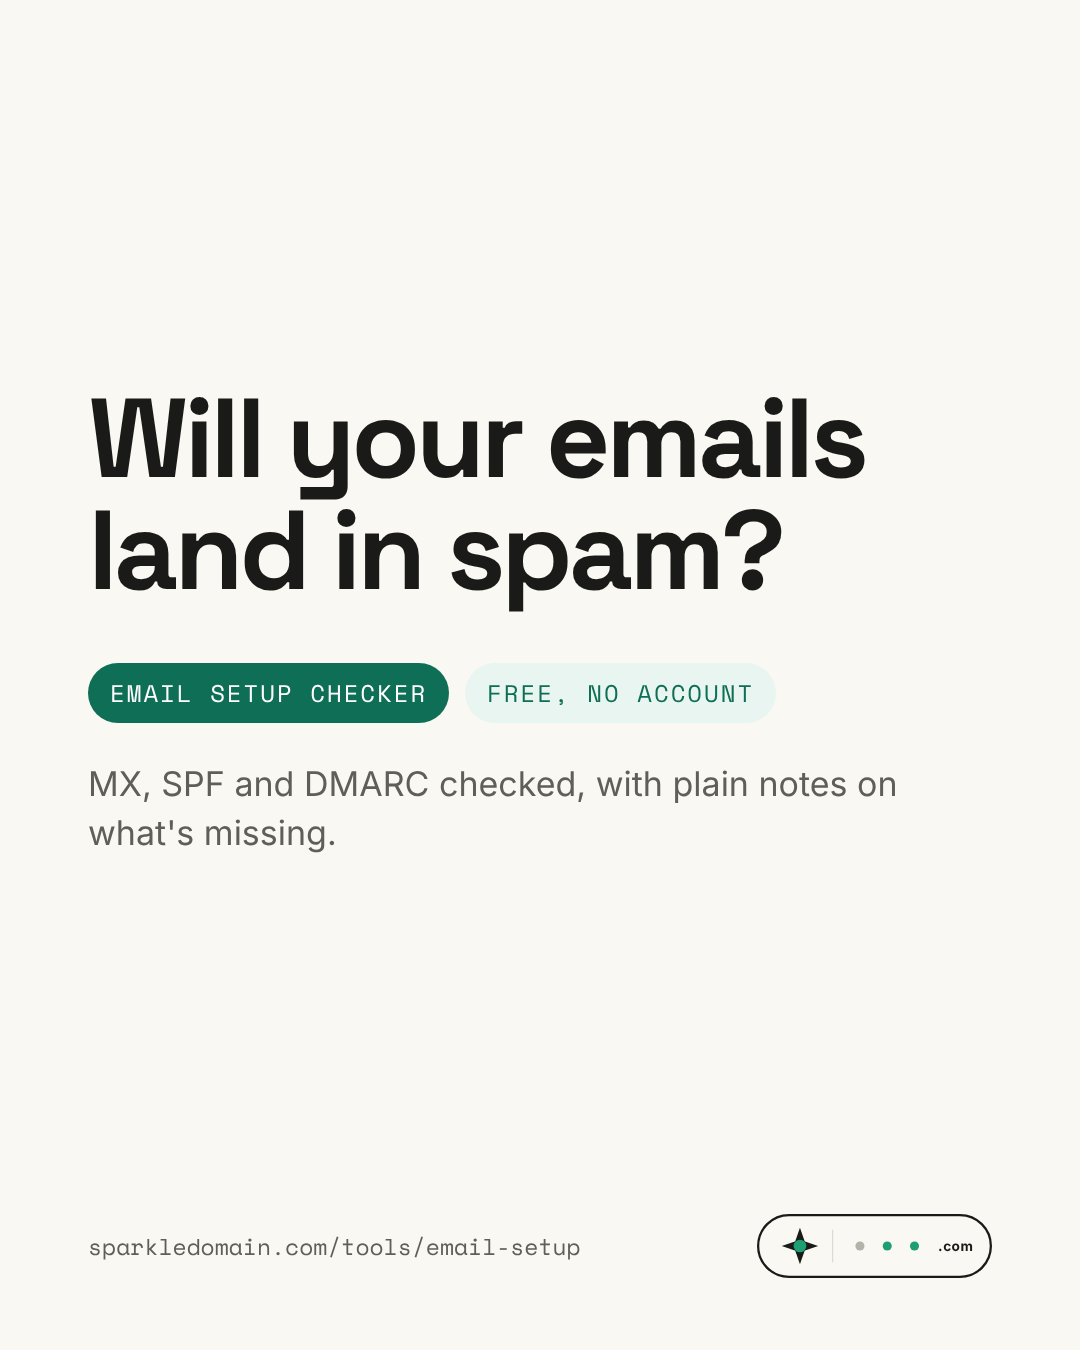 Will your emails
land in spam?
EMAIL SETUP CHECKER
FREE, NO ACCOUNT
MX, SPF and DMARC checked, with plain notes on
what's missing.
sparkledomain.com/tools/email-setup
.com